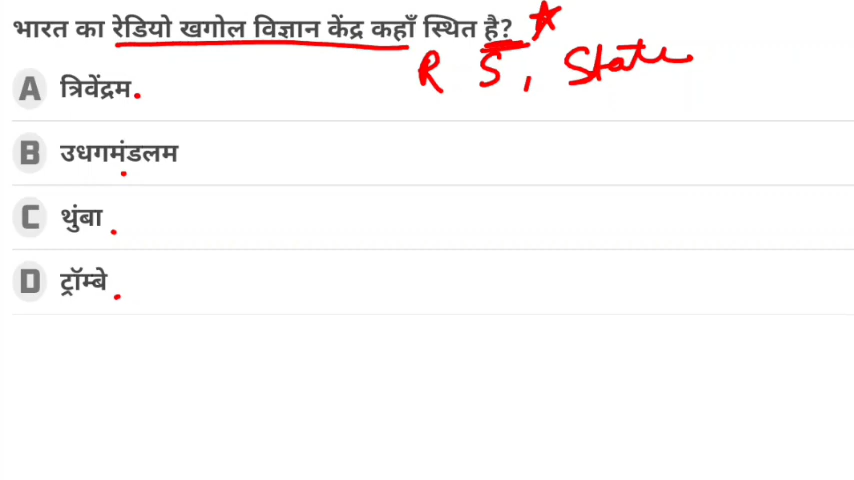 भारत का रेडियो खगोल विज्ञान केंद्र कहाँ स्थित है?
R S, State
A त्रिवेंद्रम
B उधगमंडलम
C थुंबा
D ट्रॉम्बे